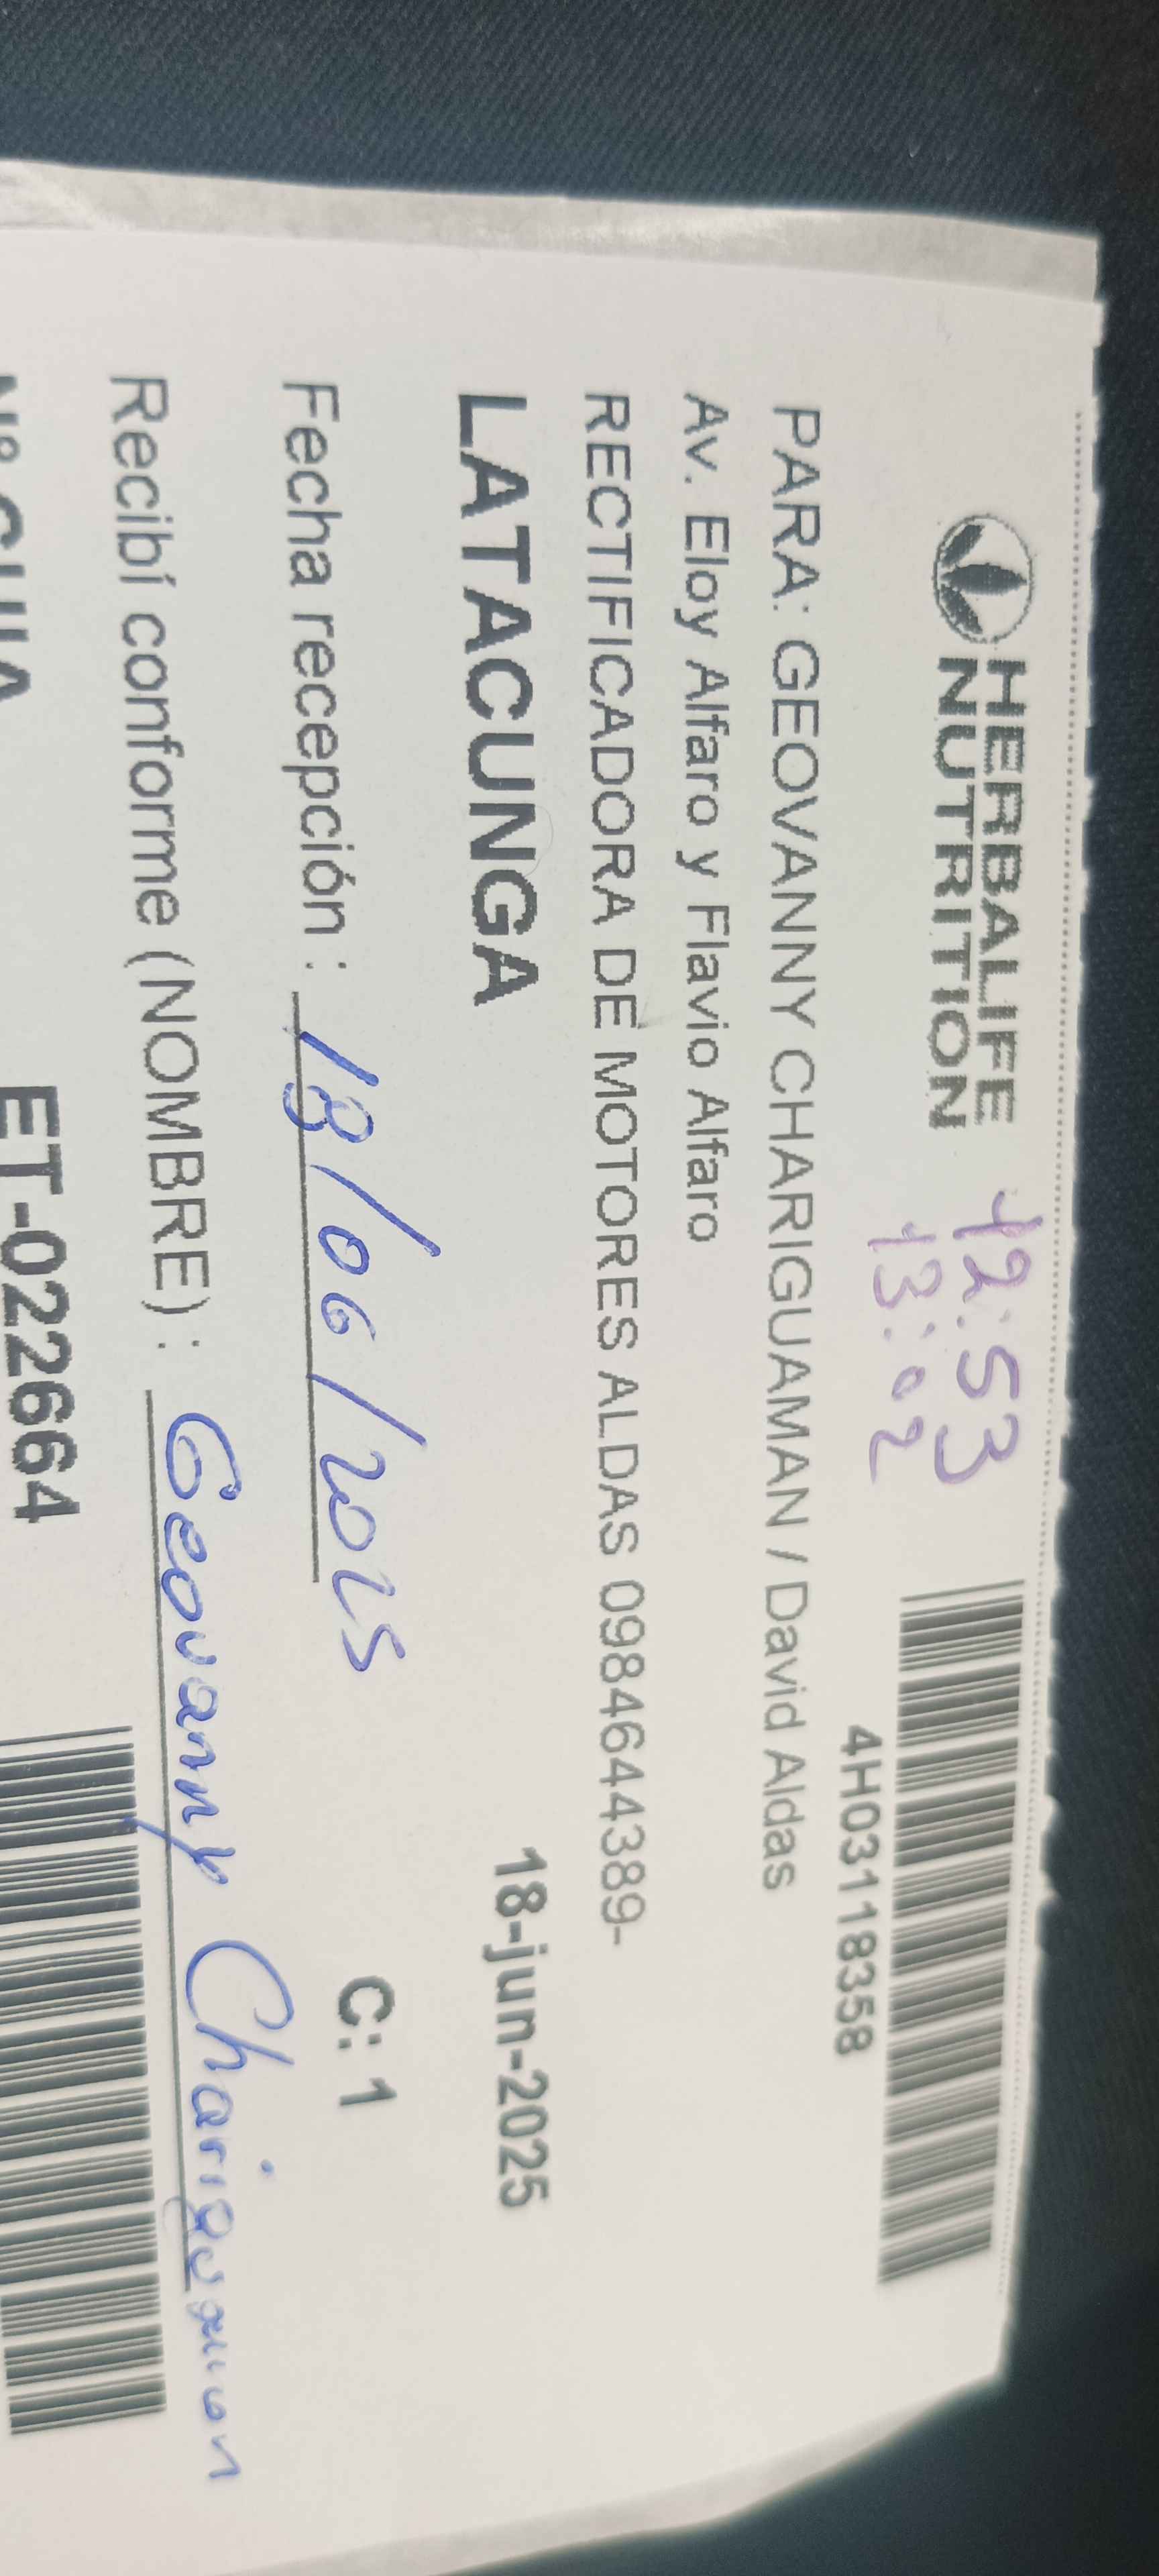 HERBALIFE
NUTRITION
12:53
13:02
4H03118358
PARA: GEOVANNY CHARIGUAMAN / David Aldas
Av. Eloy Alfaro y Flavio Alfaro
RECTIFICADORA DE MOTORES ALDAS 0984644389-
LATACUNGA
18-jun-2025
Fecha recepción :
18/06/2025
C: 1
Recibí conforme (NOMBRE) :
Geovanny Chariguaman
Nº GUIA
ET-022664